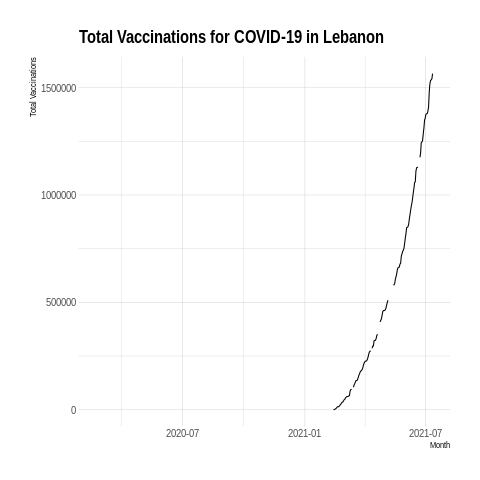 Total Vaccinations for COVID-19 in Lebanon
Total Vaccinations
1500000
1000000
500000
0
2020-07
2021-01
2021-07
Month